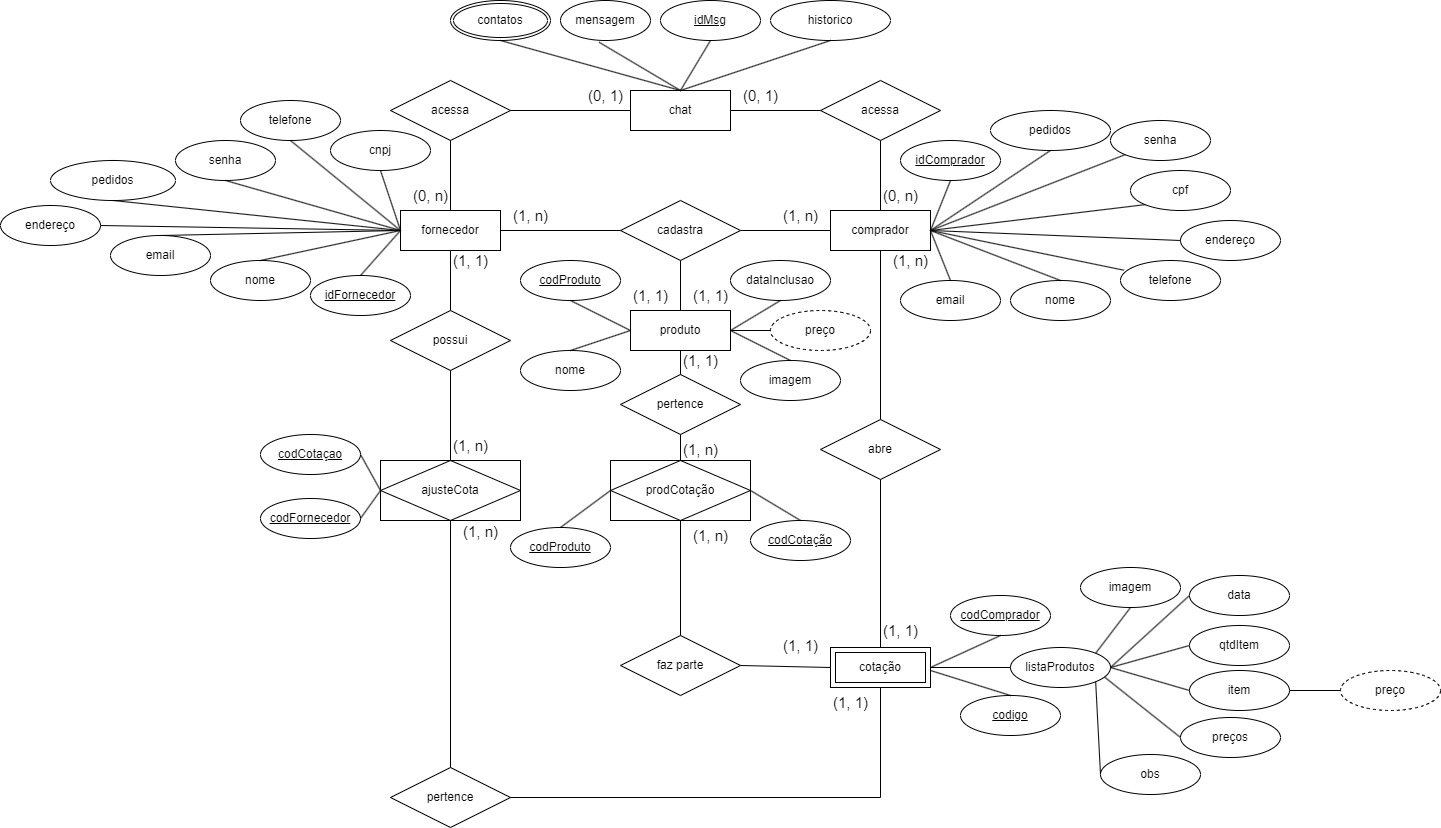 contatos
mensagem
idMsg
historico
acessa
(0, 1)
chat
(0, 1)
acessa
telefone
cnpj
senha
pedidos
endereço
email
nome
idFornecedor
(0, n)
fornecedor
(1, 1)
(1, n)
cadastra
(1, n)
(0, n)
comprador
(1, n)
idComprador
pedidos
senha
cpf
endereço
telefone
nome
email
codProduto
dataInclusao
(1, 1)
(1, 1)
produto
preço
nome
imagem
(1, 1)
possui
pertence
abre
(1, n)
(1, n)
codCotaçao
ajusteCota
codFornecedor
(1, n)
prodCotação
(1, n)
codProduto
codCotação
faz parte
(1, 1)
(1, 1)
cotação
(1, 1)
codComprador
listaProdutos
codigo
imagem
data
qtdItem
item
preço
preços
obs
pertence